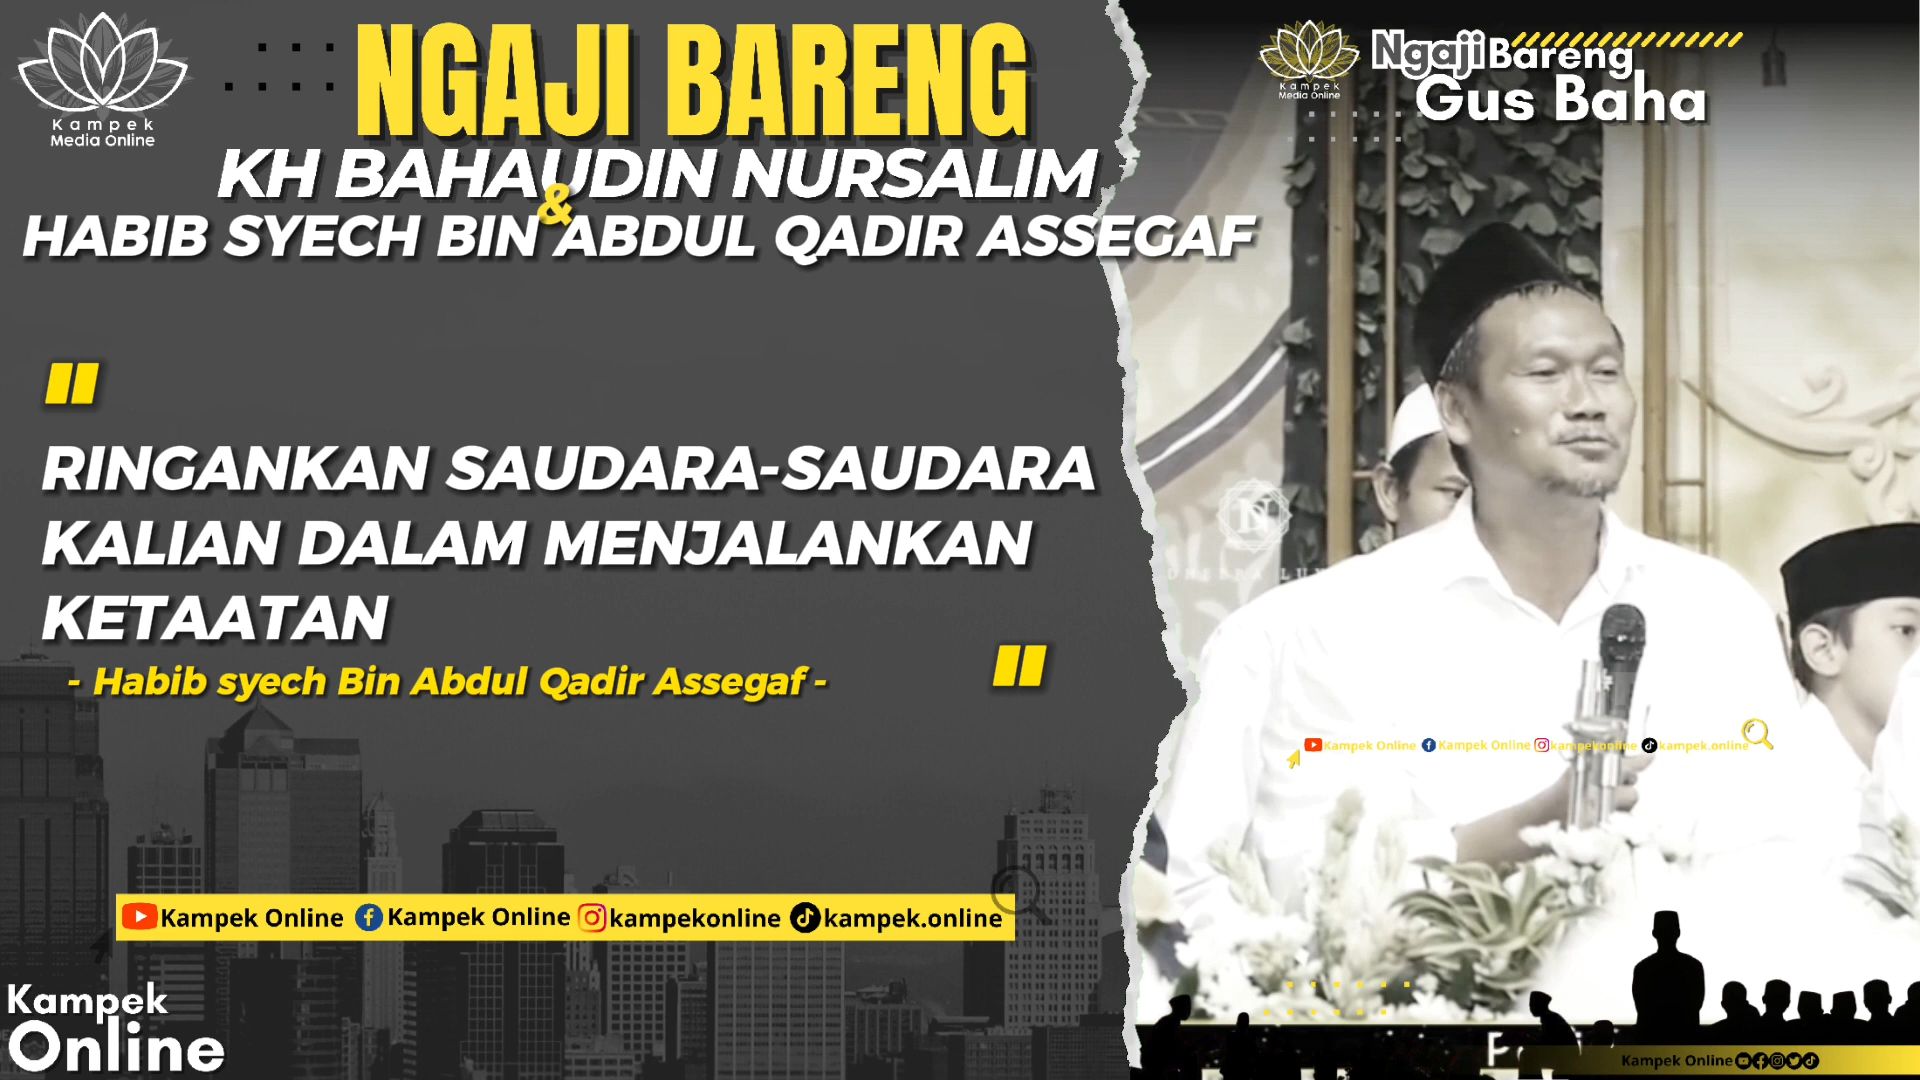 Kampek
Media Online
NGAJI BARENG
KH BAHAUDIN NURSALIM
&
HABIB SYECH BIN ABDUL QADIR ASSEGAF
"
RINGANKAN SAUDARA-SAUDARA
KALIAN DALAM MENJALANKAN
KETAATAN
- Habib syech Bin Abdul Qadir Assegaf -
"
Kampek Online Kampek Online kampekonline kampek.online
Kampek
Online
Kampek
Media Online
Ngaji Bareng
Gus Baha
Kampek Online Kampek Online kampekonline kampek.online
Kampek Online